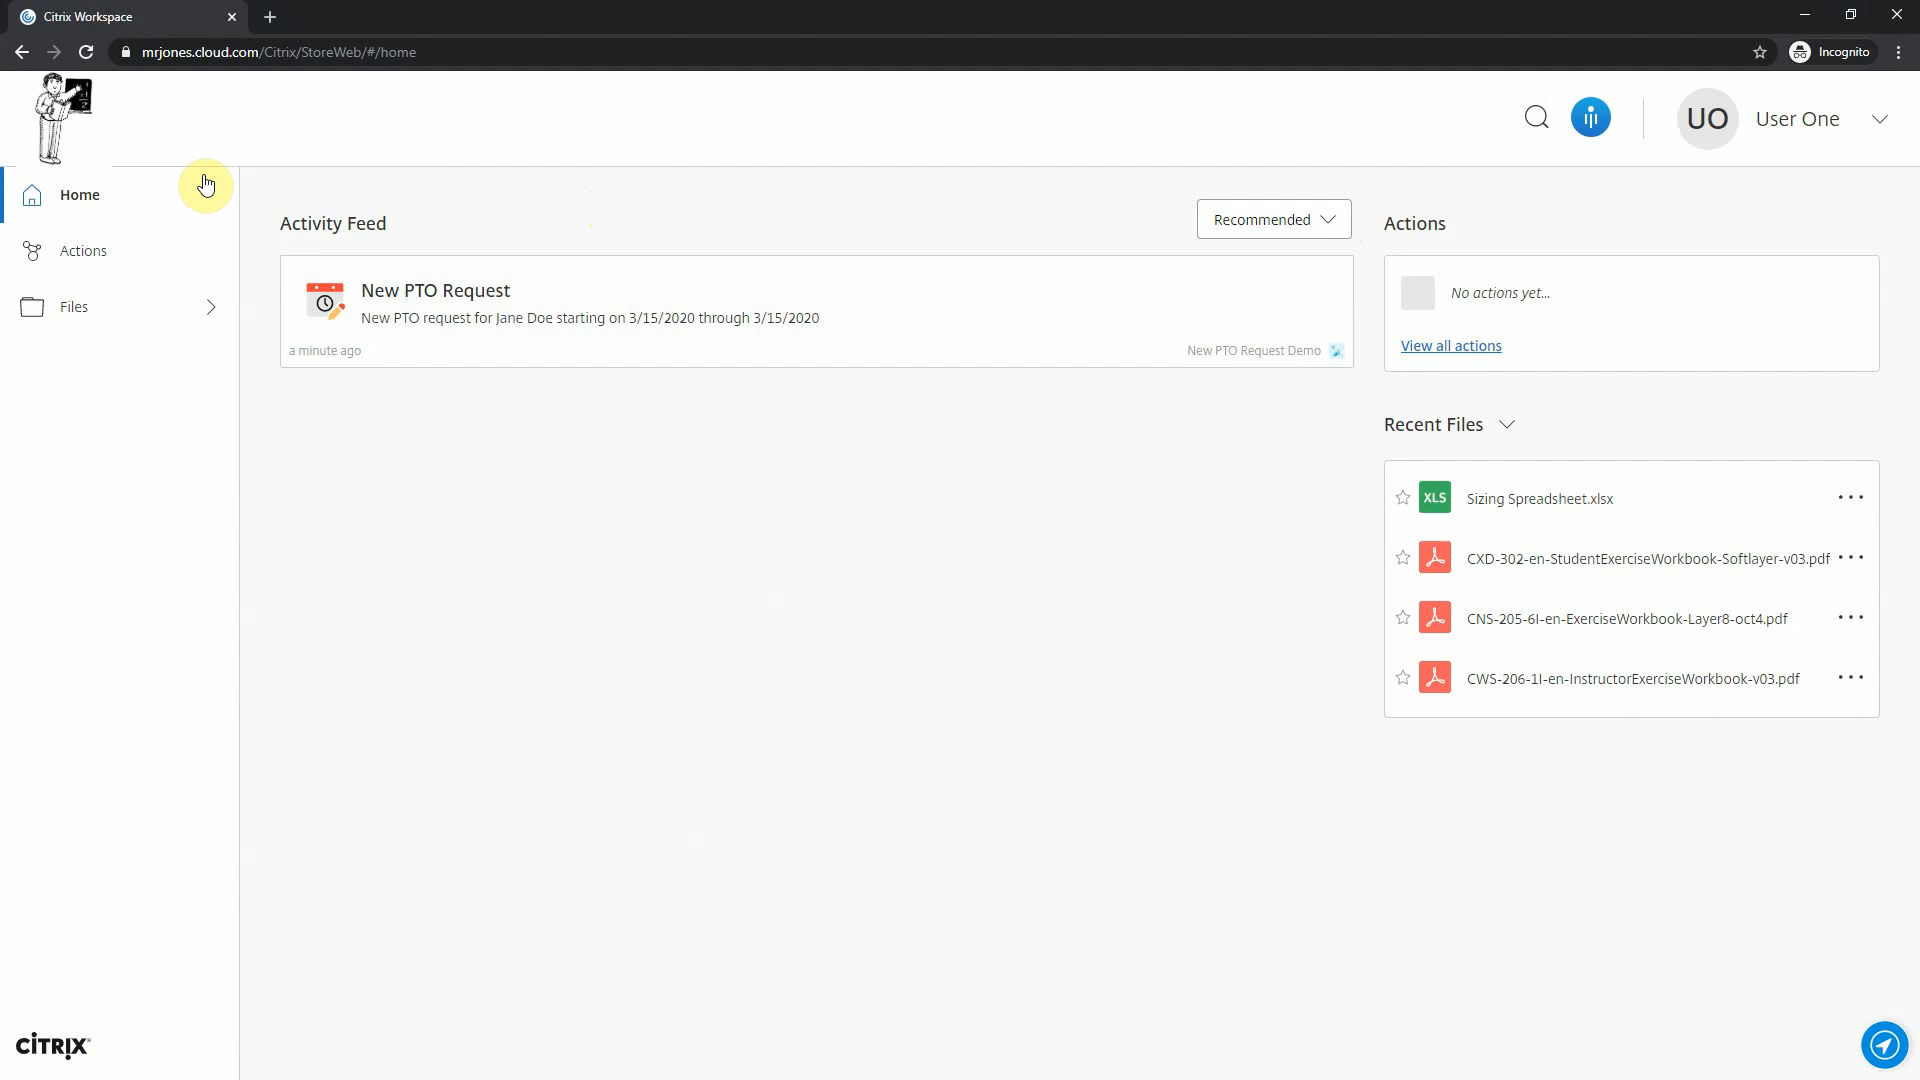 Citrix Workspace
mrjones.cloud.com/Citrix/StoreWeb/#/home
Incognito
UO User One
Home
Actions
Files
Activity Feed
Recommended
New PTO Request
New PTO request for Jane Doe starting on 3/15/2020 through 3/15/2020
a minute ago
New PTO Request Demo
Actions
No actions yet...
View all actions
Recent Files
XLS Sizing Spreadsheet.xlsx
CXD-302-en-StudentExerciseWorkbook-Softlayer-v03.pdf
CNS-205-6I-en-ExerciseWorkbook-Layer8-oct4.pdf
CWS-206-1I-en-InstructorExerciseWorkbook-v03.pdf
CİTRIX